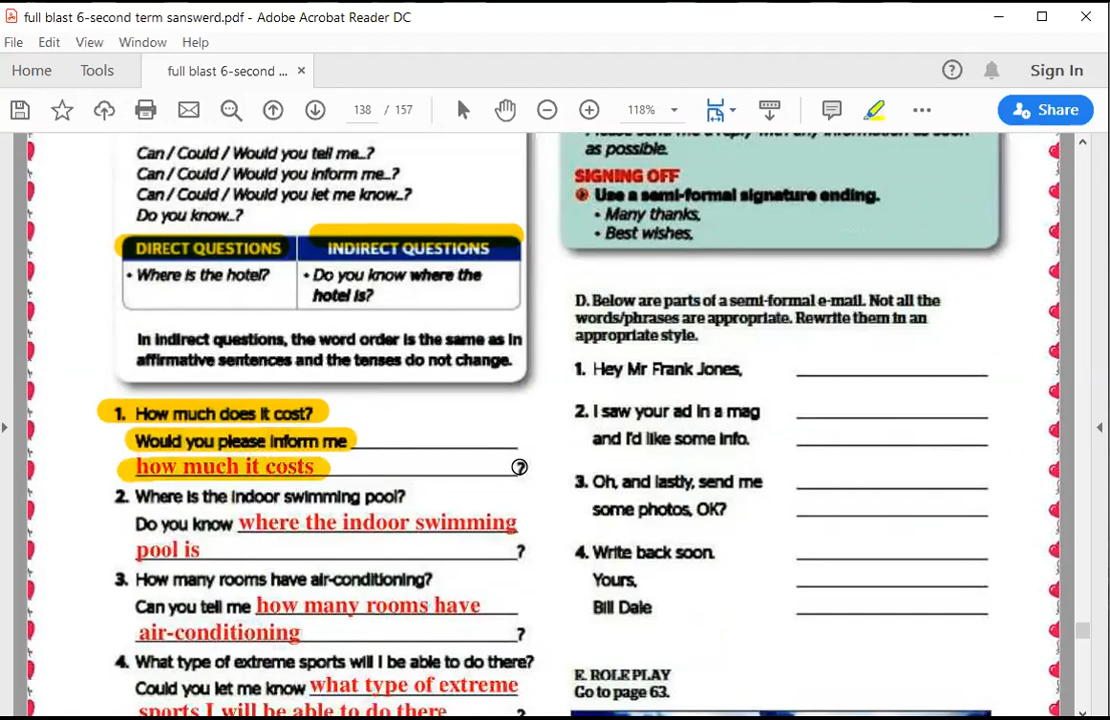 full blast 6-second term sanswerd.pdf - Adobe Acrobat Reader DC
File Edit View Window Help
Home Tools full blast 6-second ... × Sign In
138 / 157 118% Share
Can / Could / Would you tell me...?
Can / Could / Would you inform me...?
Can / Could / Would you let me know...?
Do you know...?
DIRECT QUESTIONS INDIRECT QUESTIONS
• Where is the hotel? • Do you know where the
hotel is?
In indirect questions, the word order is the same as in
affirmative sentences and the tenses do not change.
1. How much does it cost?
Would you please inform me
how much it costs ?
2. Where is the indoor swimming pool?
Do you know where the indoor swimming
pool is ?
3. How many rooms have air-conditioning?
Can you tell me how many rooms have
air-conditioning ?
4. What type of extreme sports will I be able to do there?
Could you let me know what type of extreme
sports I will be able to do there ?
Please send me a reply with any information as soon
as possible.
SIGNING OFF
Use a semi-formal signature ending.
• Many thanks,
• Best wishes,
D. Below are parts of a semi-formal e-mail. Not all the
words/phrases are appropriate. Rewrite them in an
appropriate style.
1. Hey Mr Frank Jones,
2. I saw your ad in a mag
and I'd like some info.
3. Oh, and lastly, send me
some photos, OK?
4. Write back soon.
Yours,
Bill Dale
E. ROLE PLAY
Go to page 63.